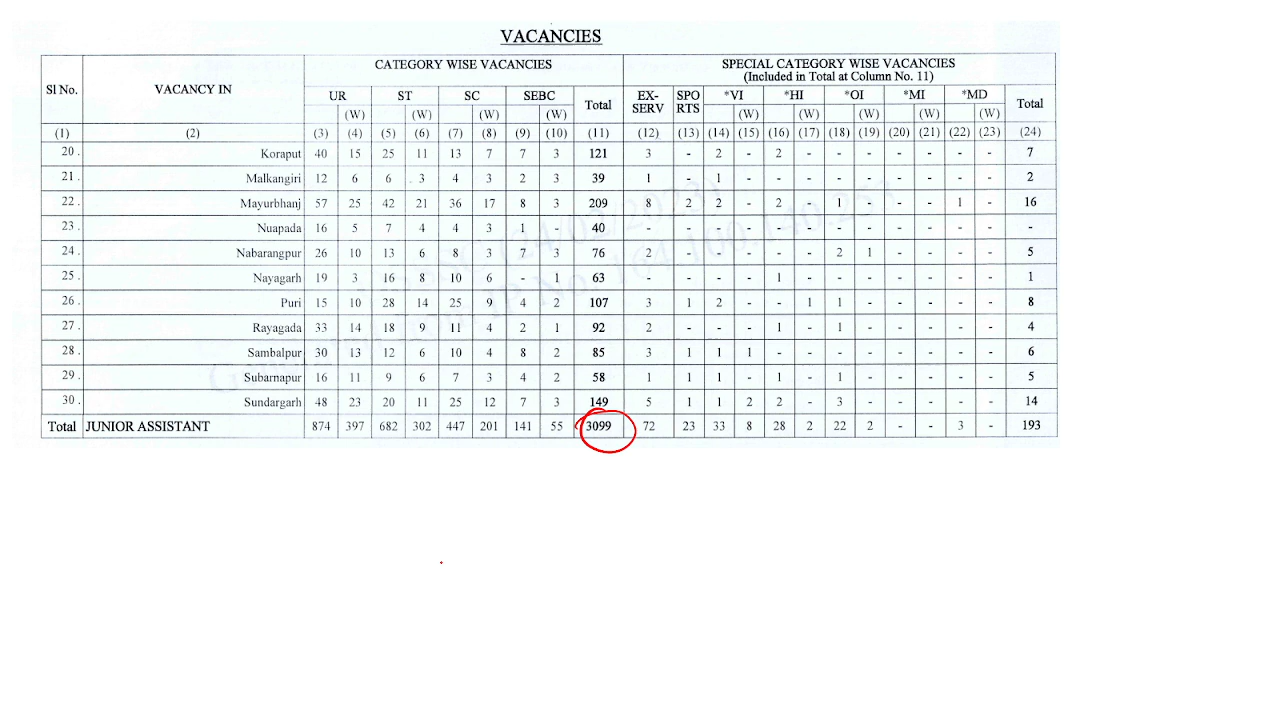 VACANCIES
Sl No. VACANCY IN CATEGORY WISE VACANCIES SPECIAL CATEGORY WISE VACANCIES
(Included in Total at Column No. 11)
UR ST SC SEBC Total EX-SERV SPORTS *VI *HI *OI *MI *MD Total
(W) (W) (W) (W) (W) (W) (W) (W) (W)
(1) (2) (3) (4) (5) (6) (7) (8) (9) (10) (11) (12) (13) (14) (15) (16) (17) (18) (19) (20) (21) (22) (23) (24)
20. Koraput 40 15 25 11 13 7 7 3 121 3 - 2 - 2 - - - - - - - 7
21. Malkangiri 12 6 6 3 4 3 2 3 39 1 - 1 - - - - - - - - - 2
22. Mayurbhanj 57 25 42 21 36 17 8 3 209 8 2 2 - 2 - 1 - - - 1 - 16
23. Nuapada 16 5 7 4 4 3 1 - 40 - - - - - - - - - - - - -
24. Nabarangpur 26 10 13 6 8 3 7 3 76 2 - - - - - 2 1 - - - - 5
25. Nayagarh 19 3 16 8 10 6 - 1 63 - - - - 1 - - - - - - - 1
26. Puri 15 10 28 14 25 9 4 2 107 3 1 2 - - 1 1 - - - - - 8
27. Rayagada 33 14 18 9 11 4 2 1 92 2 - - - 1 - 1 - - - - - 4
28. Sambalpur 30 13 12 6 10 4 8 2 85 3 1 1 1 - - - - - - - - 6
29. Subarnapur 16 11 9 6 7 3 4 2 58 1 1 1 - 1 - 1 - - - - - 5
30. Sundargarh 48 23 20 11 25 12 7 3 149 5 1 1 2 2 - 3 - - - - - 14
Total JUNIOR ASSISTANT 874 397 682 302 447 201 141 55 3099 72 23 33 8 28 2 22 2 - - 3 - 193